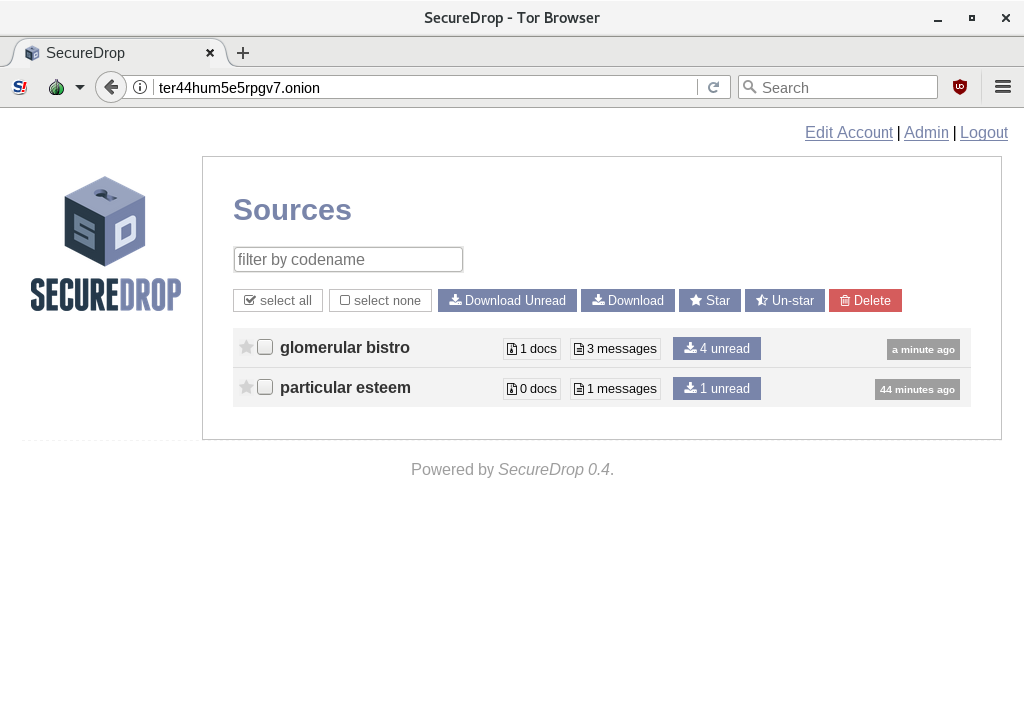 SecureDrop - Tor Browser
SecureDrop
ter44hum5e5rpgv7.onion
Search
Edit Account | Admin | Logout
SD
SECUREDROP
Sources
filter by codename
select all select none Download Unread Download Star Un-star Delete
glomerular bistro 1 docs 3 messages 4 unread a minute ago
particular esteem 0 docs 1 messages 1 unread 44 minutes ago
Powered by SecureDrop 0.4.